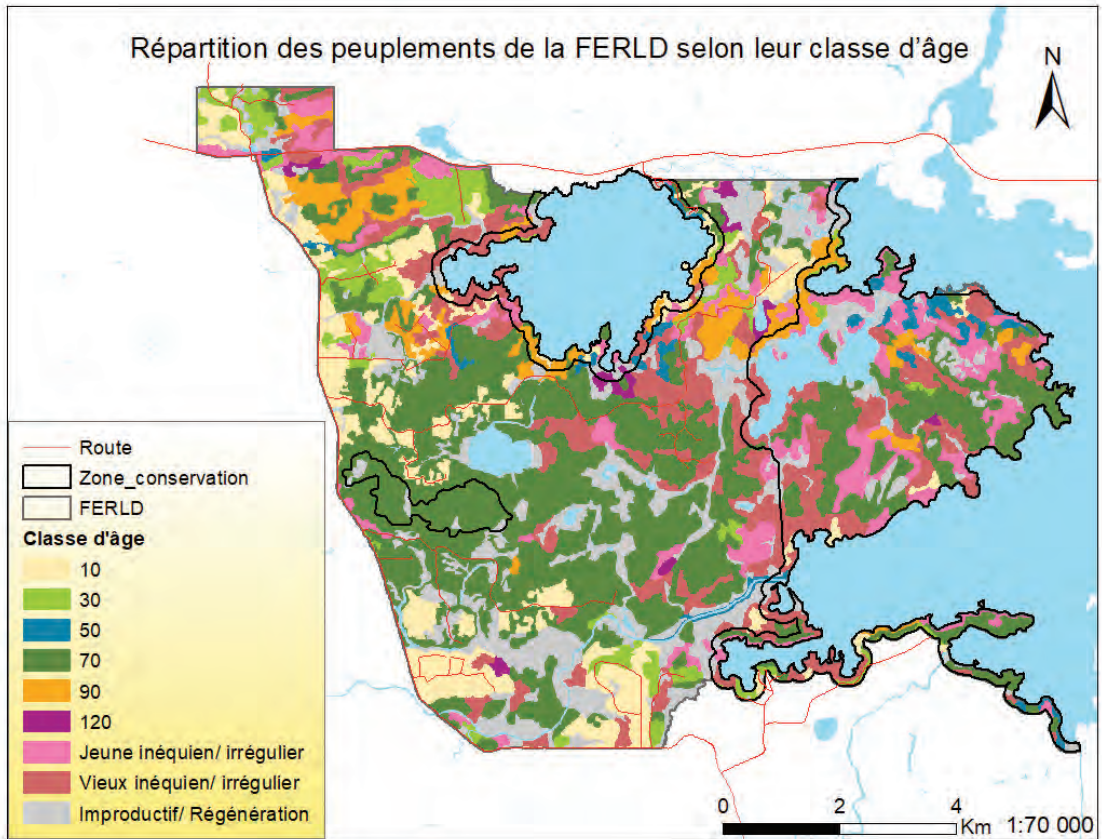 Répartition des peuplements de la FERLD selon leur classe d'âge
N
Route
Zone_conservation
FERLD
Classe d'âge
10
30
50
70
90
120
Jeune inéquien/ irrégulier
Vieux inéquien/ irrégulier
Improductif/ Régénération
0 2 4
Km 1:70 000